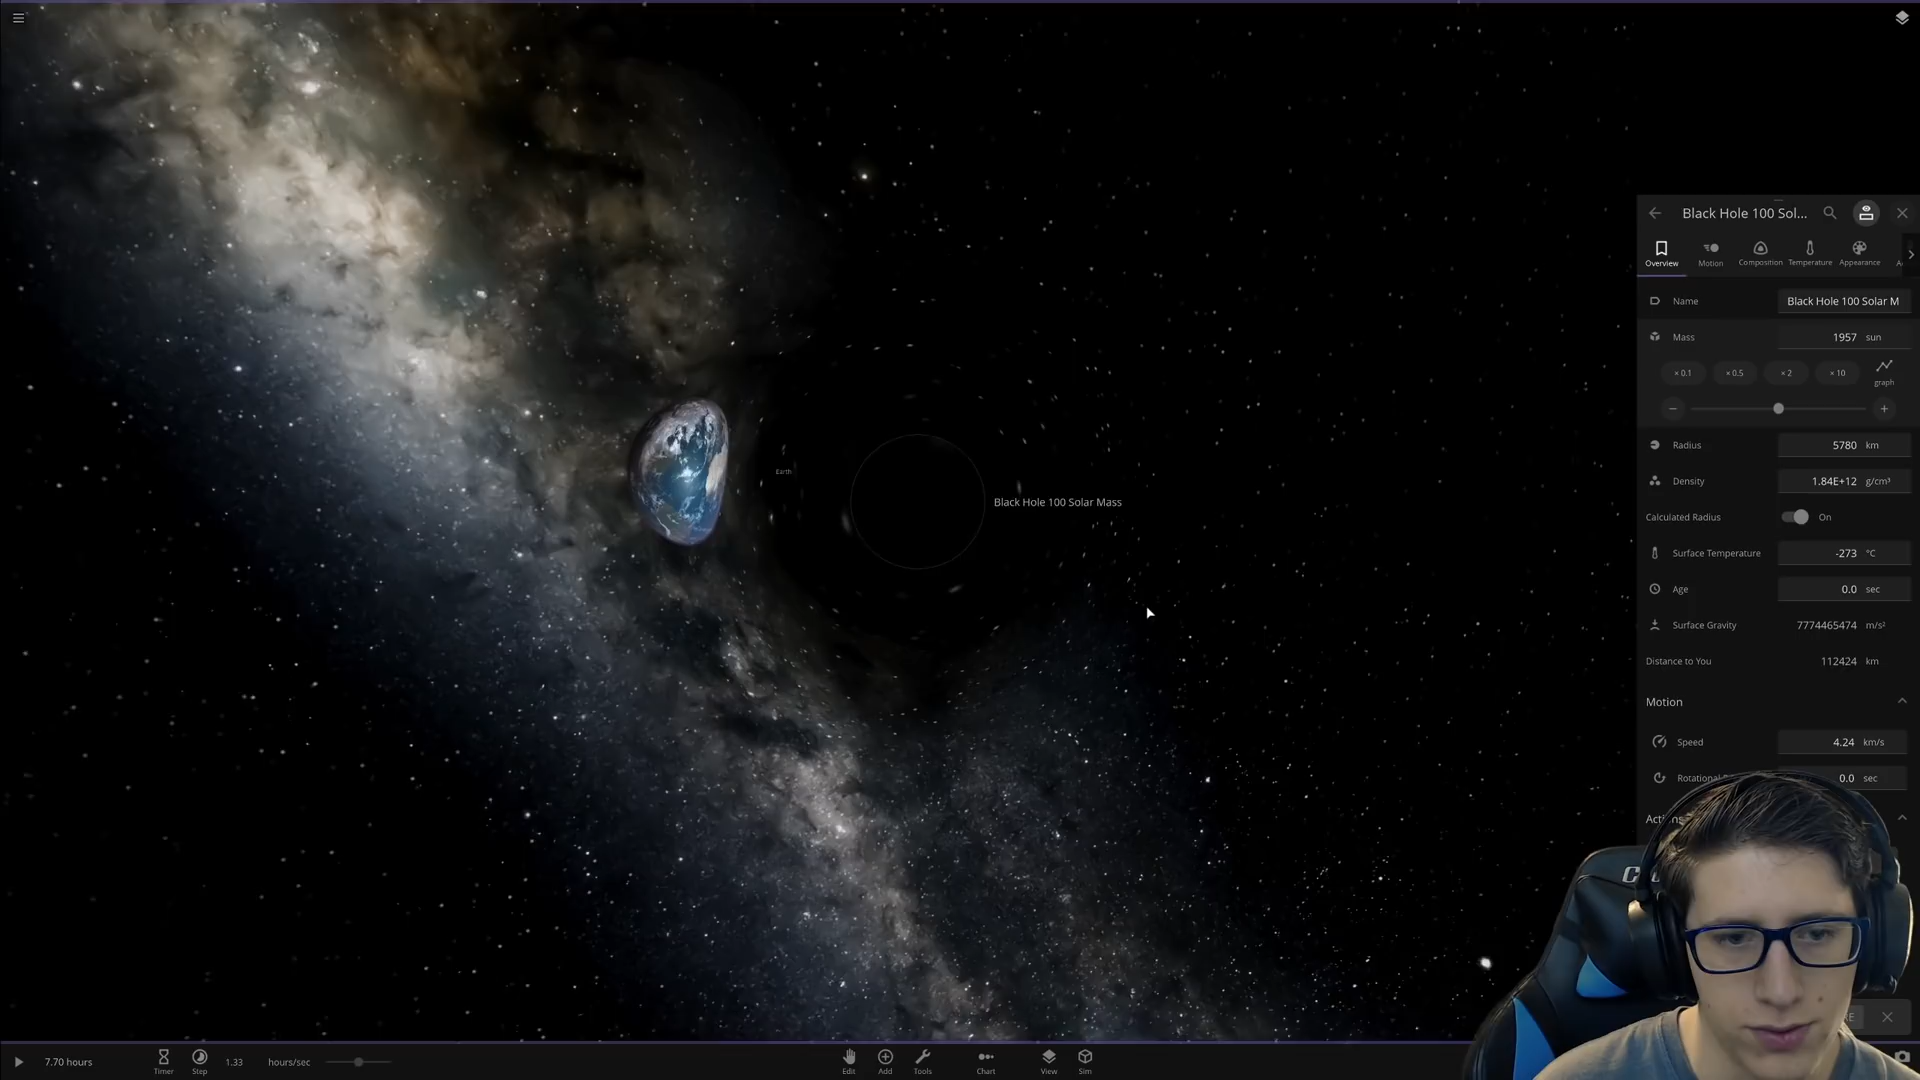 Black Hole 100 Sol...
Overview
Motion
Composition
Temperature
Appearance
Name
Black Hole 100 Solar M
Mass
1957 sun
× 0.1
× 0.5
× 2
× 10
graph
Earth
Black Hole 100 Solar Mass
Radius
5780 km
Density
1.84E+12 g/cm³
Calculated Radius
On
Surface Temperature
-273 °C
Age
0.0 sec
Surface Gravity
7774465474 m/s²
Distance to You
112424 km
Motion
Speed
4.24 km/s
Rotational
0.0 sec
7.70 hours
Timer
Step
1.33 hours/sec
Edit
Add
Tools
Chart
View
Sim